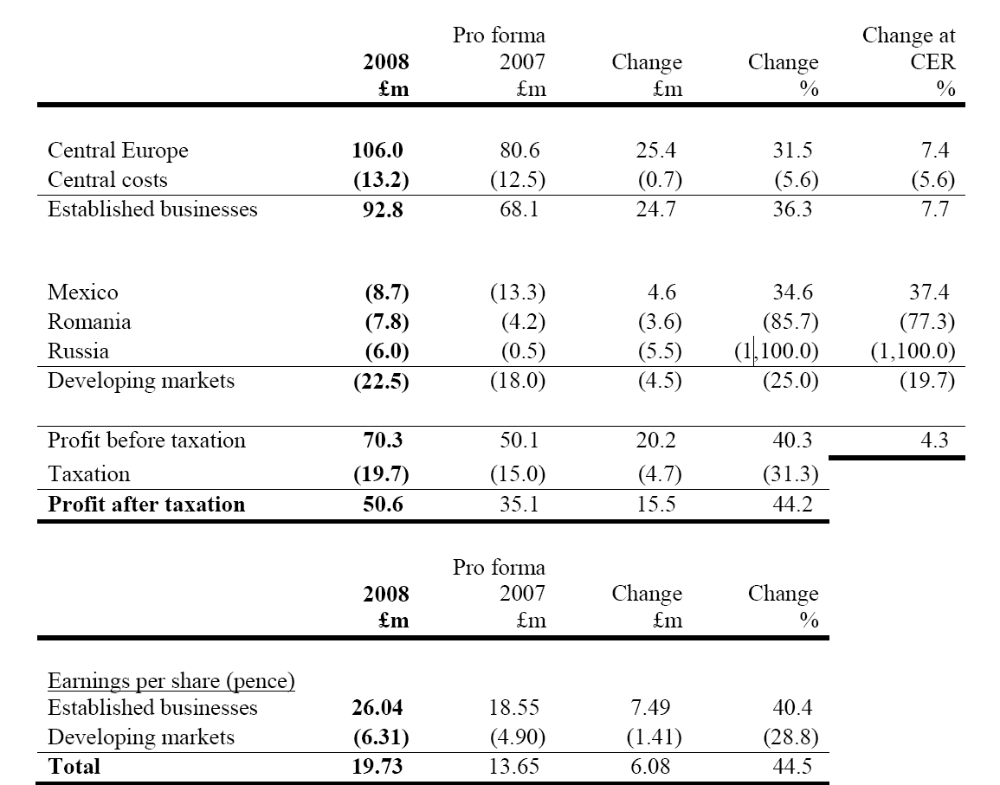 Pro forma Change at
2008 2007 Change Change CER
£m £m £m % %
Central Europe 106.0 80.6 25.4 31.5 7.4
Central costs (13.2) (12.5) (0.7) (5.6) (5.6)
Established businesses 92.8 68.1 24.7 36.3 7.7
Mexico (8.7) (13.3) 4.6 34.6 37.4
Romania (7.8) (4.2) (3.6) (85.7) (77.3)
Russia (6.0) (0.5) (5.5) (1,100.0) (1,100.0)
Developing markets (22.5) (18.0) (4.5) (25.0) (19.7)
Profit before taxation 70.3 50.1 20.2 40.3 4.3
Taxation (19.7) (15.0) (4.7) (31.3)
Profit after taxation 50.6 35.1 15.5 44.2
Pro forma
2008 2007 Change Change
£m £m £m %
Earnings per share (pence)
Established businesses 26.04 18.55 7.49 40.4
Developing markets (6.31) (4.90) (1.41) (28.8)
Total 19.73 13.65 6.08 44.5